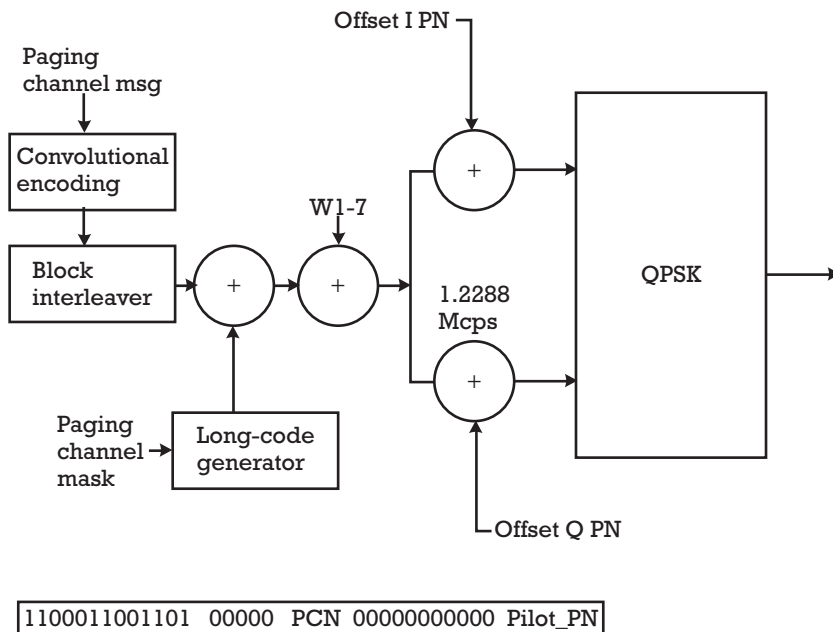 Offset I PN
Paging
channel msg
Convolutional
encoding
W1-7
+
Block
interleaver
+
+
1.2288
Mcps
QPSK
+
Paging
channel
mask
Long-code
generator
Offset Q PN
1100011001101 00000 PCN 00000000000 Pilot_PN